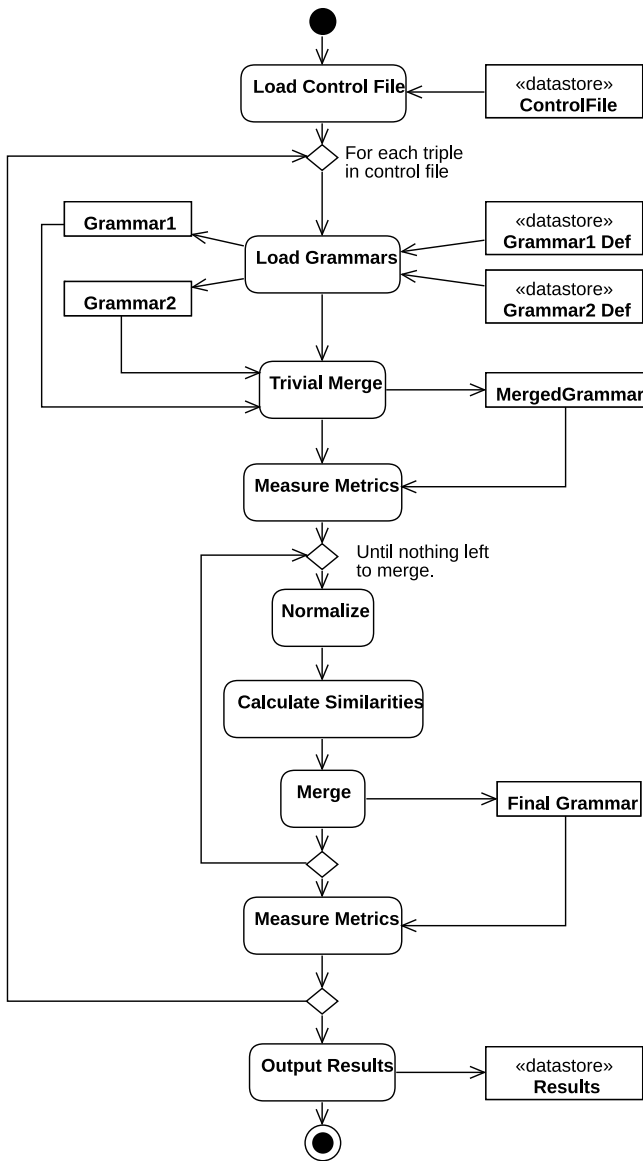 Load Control File
«datastore»
ControlFile
For each triple
in control file
Grammar1
«datastore»
Grammar1 Def
Load Grammars
Grammar2
«datastore»
Grammar2 Def
Trivial Merge
MergedGrammar
Measure Metrics
Until nothing left
to merge.
Normalize
Calculate Similarities
Merge
Final Grammar
Measure Metrics
Output Results
«datastore»
Results